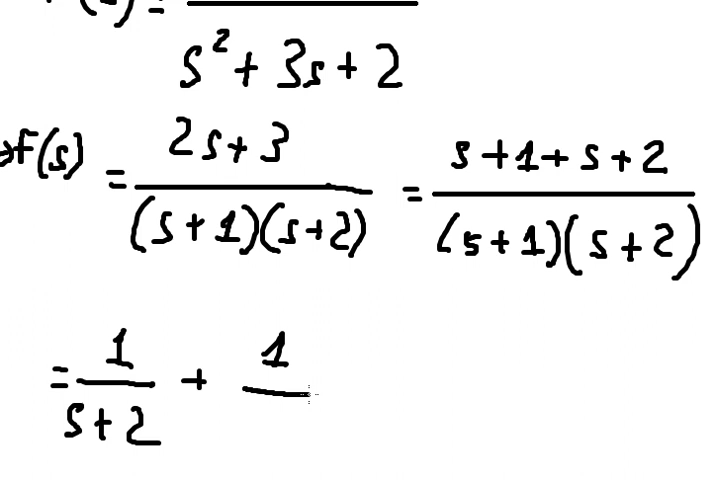 s² + 3s + 2
F(s) = 2s+3 / (s+1)(s+2) = s+1+s+2 / (s+1)(s+2)
= 1 / s+2 + 1